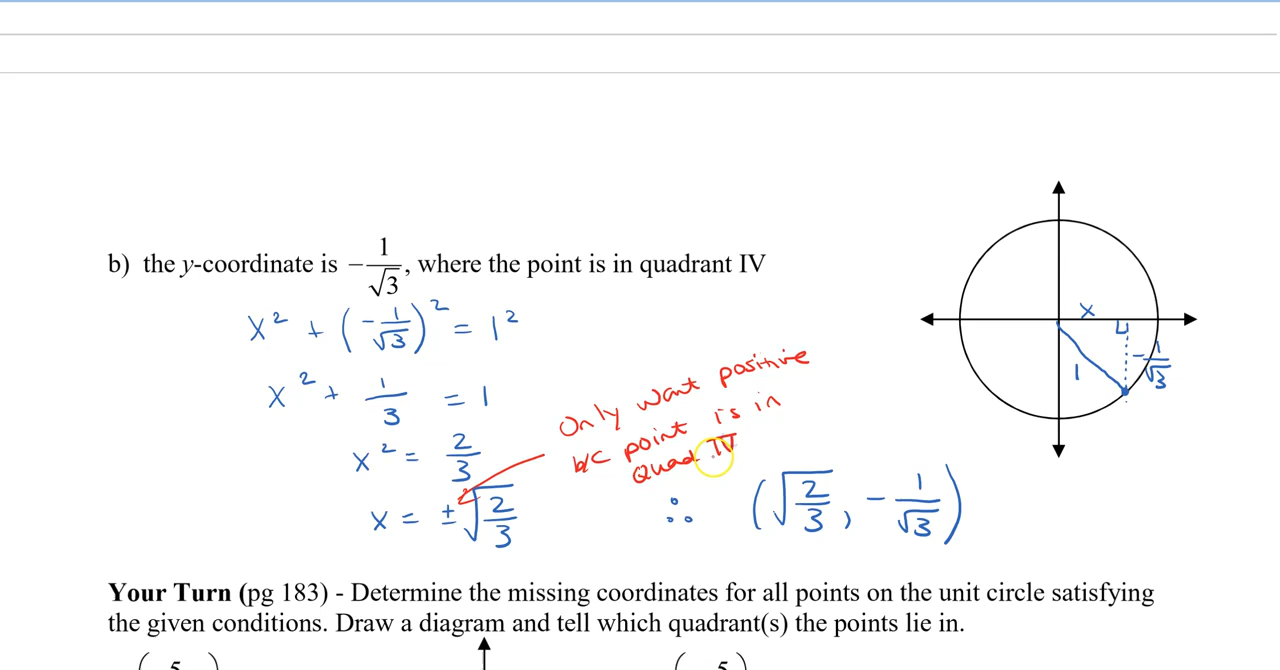 b) the y-coordinate is −1/√3, where the point is in quadrant IV
x² + (−1/√3)² = 1²
x² + 1/3 = 1
x² = 2/3
x = ±√(2/3)
Only want positive
b/c point is in
Quad IV
∴ (√(2/3), −1/√3)
x
1
−1/√3
Your Turn (pg 183) - Determine the missing coordinates for all points on the unit circle satisfying
the given conditions. Draw a diagram and tell which quadrant(s) the points lie in.